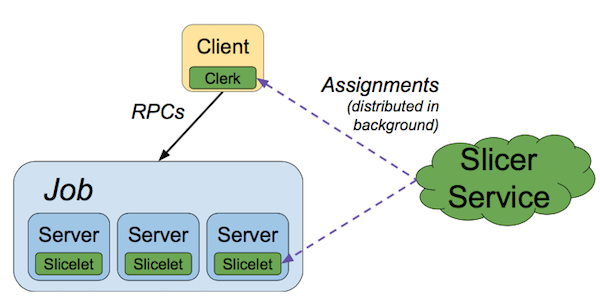 Client
Clerk
RPCs
Assignments
(distributed in
background)
Slicer
Service
Job
Server
Slicelet
Server
Slicelet
Server
Slicelet